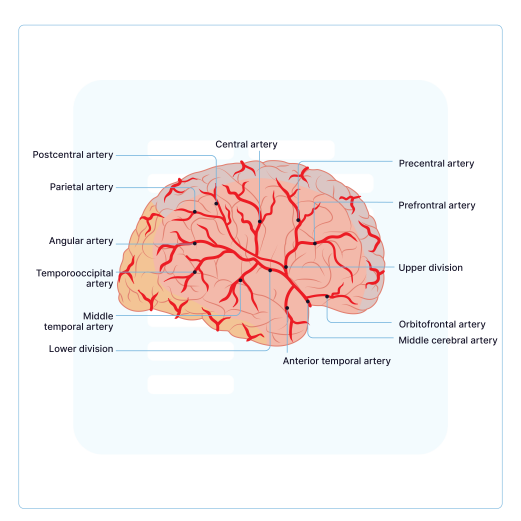 Central artery
Postcentral artery
Precentral artery
Parietal artery
Prefrontral artery
Angular artery
Upper division
Temporooccipital
artery
Middle
temporal artery
Orbitofrontal artery
Middle cerebral artery
Lower division
Anterior temporal artery